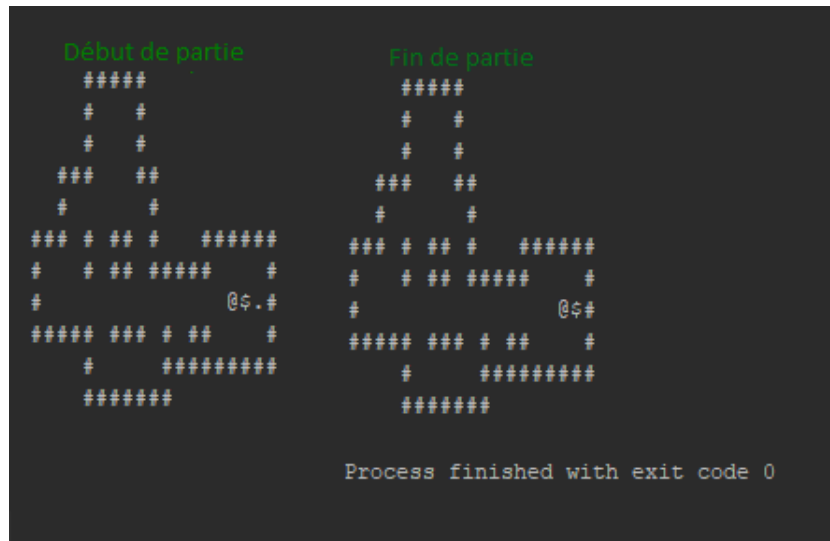 Début de partie
    #####
    #   #
    #   #
  ###   ##
  #      #
### # ## #   ######
#   # ## #####    #
#              @$.#
##### ### # ##    #
    #     #########
    #######
Fin de partie
    #####
    #   #
    #   #
  ###   ##
  #      #
### # ## #   ######
#   # ## #####    #
#               @$#
##### ### # ##    #
    #     #########
    #######
Process finished with exit code 0